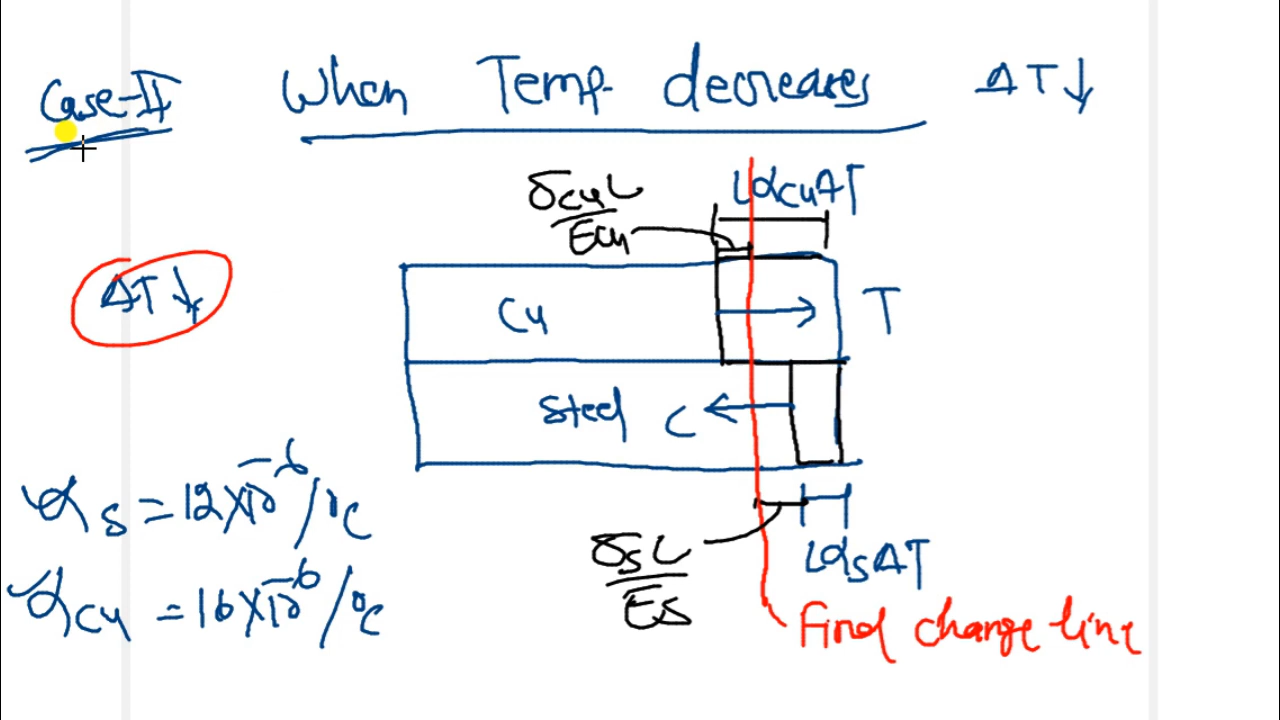 Case-II When Temp. decreases ΔT↓
δcuL
Ecu
LαcuΔT
ΔT↓
Cu
T
Steel C
αs = 12×10⁻⁶/°C
αcu = 16×10⁻⁶/°C
δsL
Es
LαsΔT
Final change line